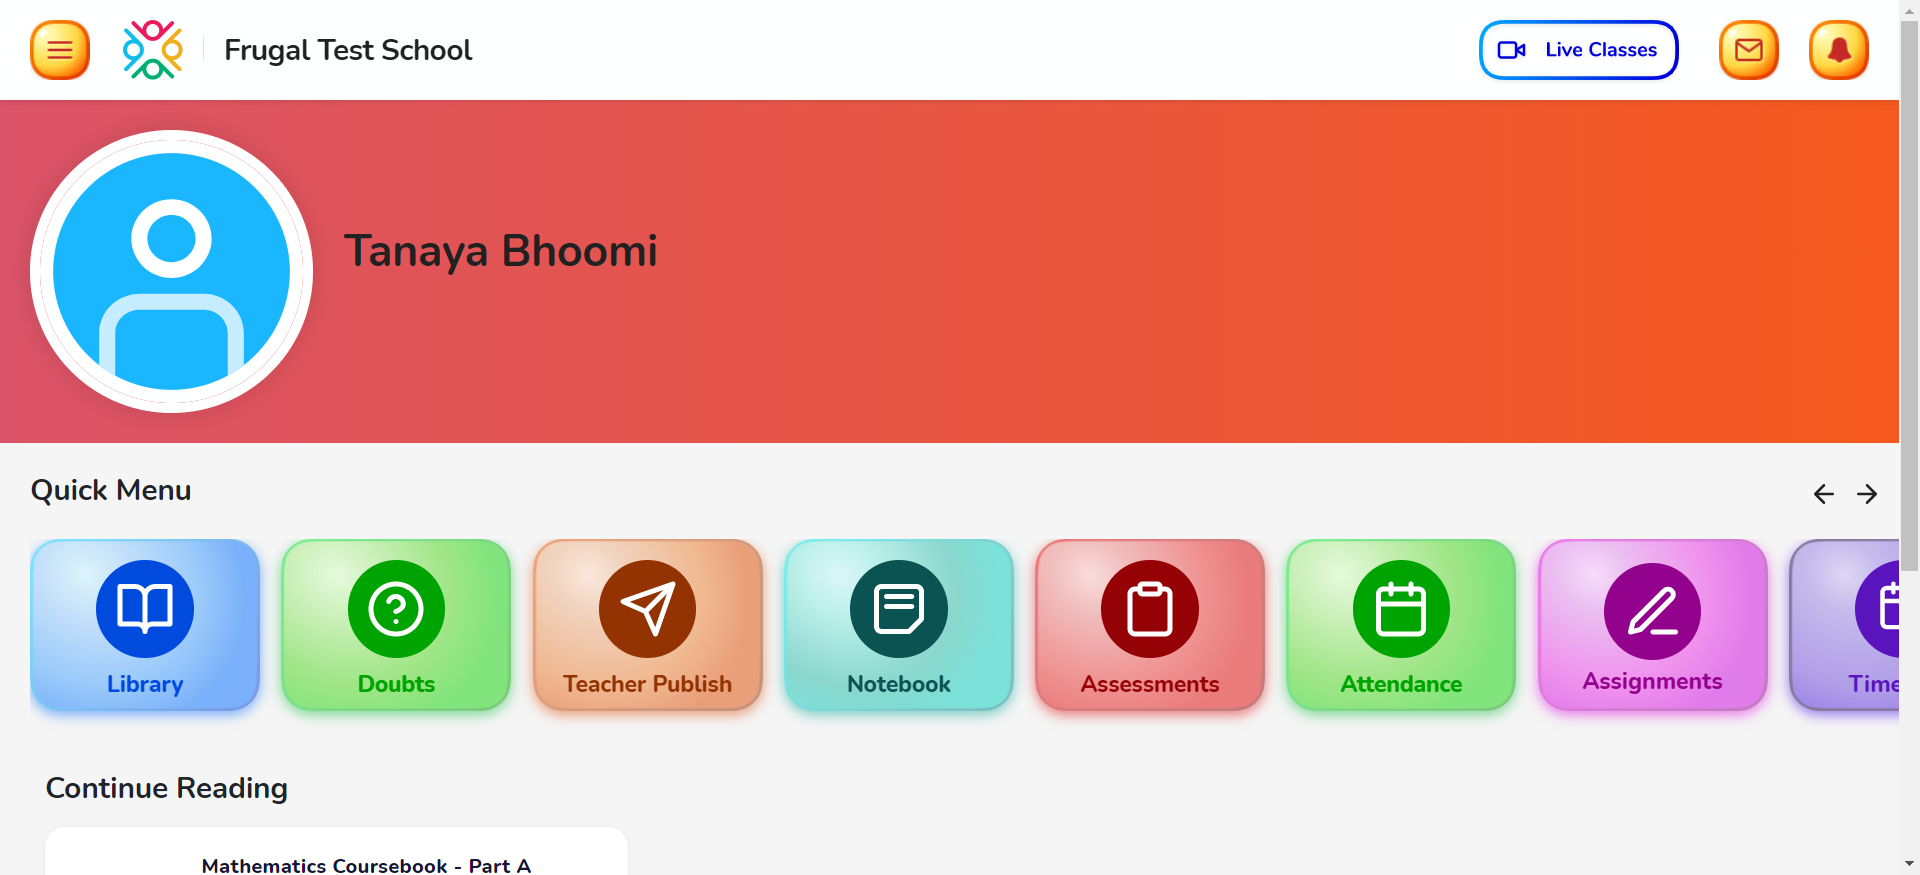 Frugal Test School
Live Classes
Tanaya Bhoomi
Quick Menu
Library
Doubts
Teacher Publish
Notebook
Assessments
Attendance
Assignments
Time
Continue Reading
Mathematics Coursebook - Part A